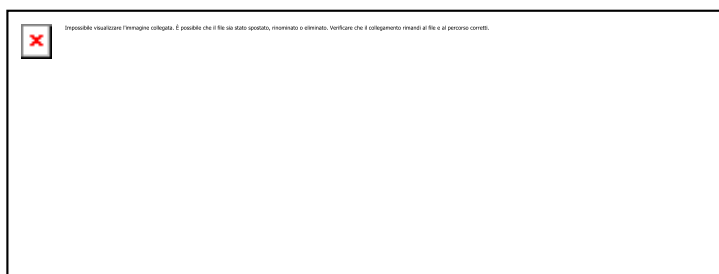 Impossibile visualizzare l'immagine collegata. È possibile che il file sia stato spostato, rinominato o eliminato. Verificare che il collegamento rimandi al file e al percorso corretti.